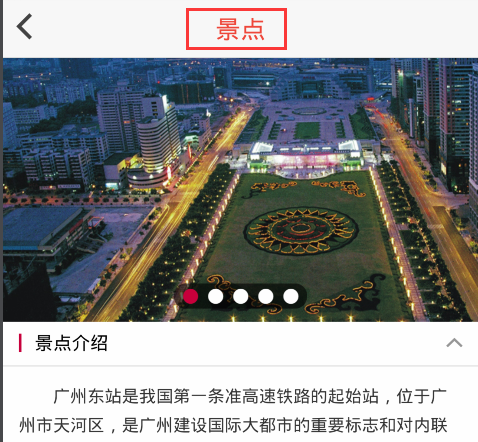 景点
景点介绍
广州东站是我国第一条准高速铁路的起始站，位于广
州市天河区，是广州建设国际大都市的重要标志和对内联